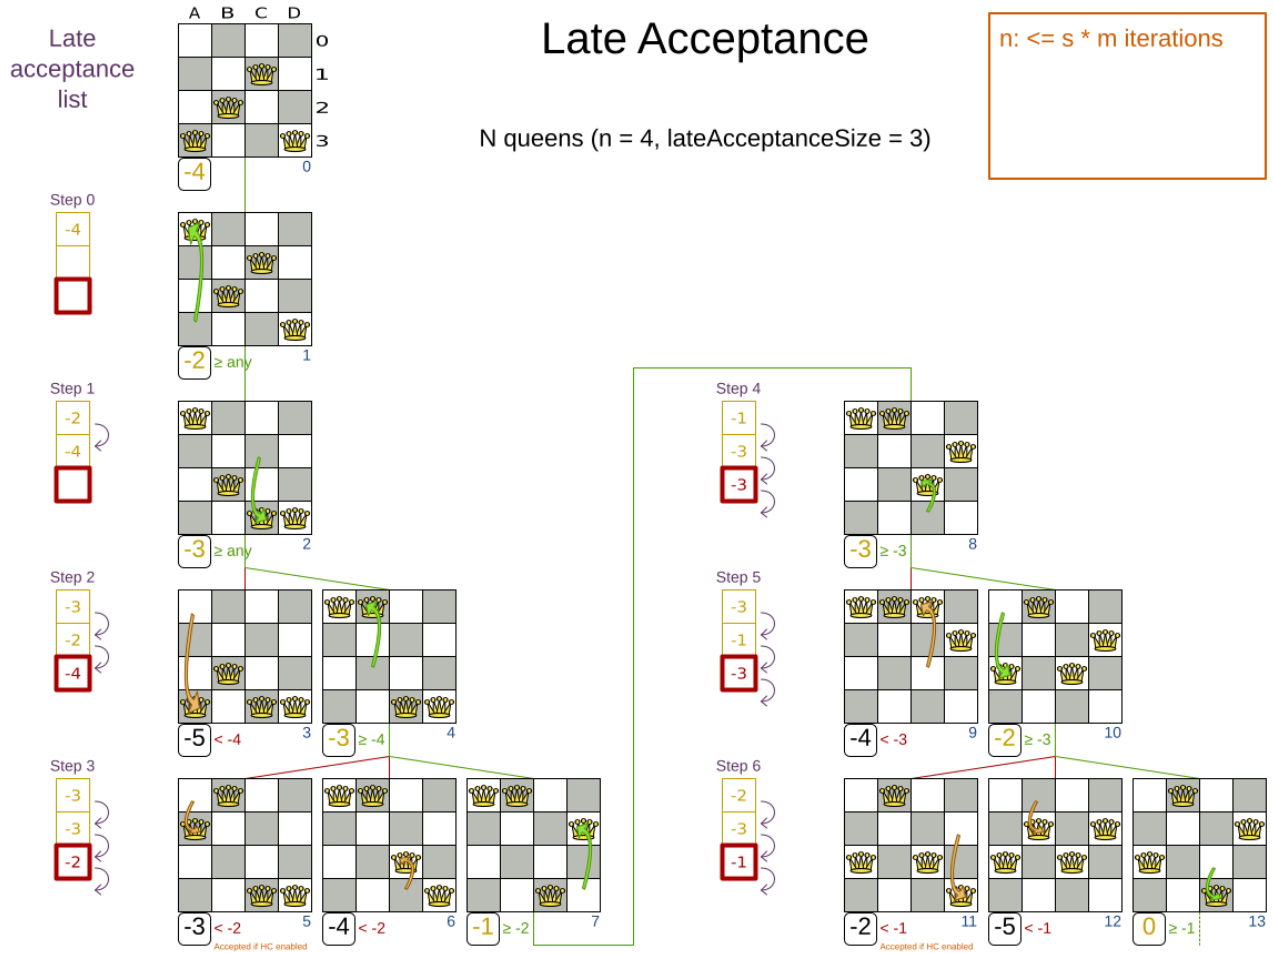 Late Acceptance
N queens (n = 4, lateAcceptanceSize = 3)
n: <= s * m iterations
Late
acceptance
list
A B C D
0
1
2
3
-4 0
Step 0
-4
-2 ≥ any 1
Step 1
-2
-4
-3 ≥ any 2
Step 2
-3
-2
-4
-5 < -4 3
-3 ≥ -4 4
Step 3
-3
-3
-2
-3 < -2 5
Accepted if HC enabled
-4 < -2 6
-1 ≥ -2 7
Step 4
-1
-3
-3
-3 ≥ -3 8
Step 5
-3
-1
-3
-4 < -3 9
-2 ≥ -3 10
Step 6
-2
-3
-1
-2 < -1 11
Accepted if HC enabled
-5 < -1 12
0 ≥ -1 13